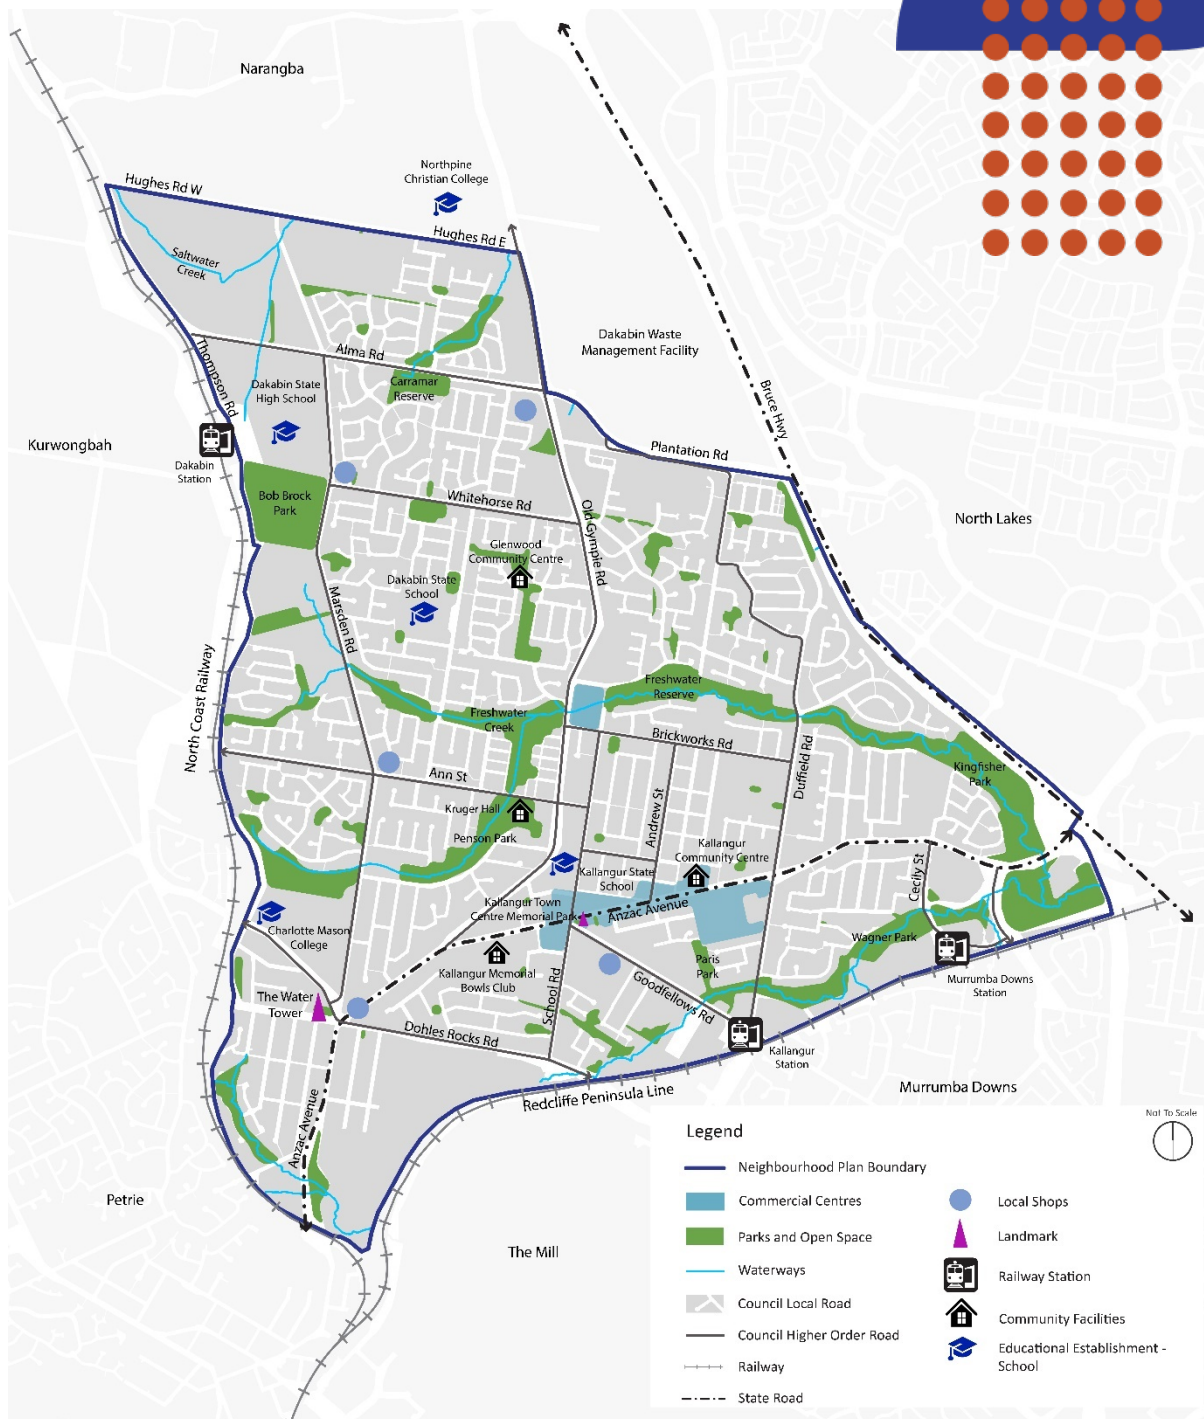 Narangba
Northpine
Christian College
Hughes Rd W
Hughes Rd E
Saltwater
Creek
Dakabin Waste
Management Facility
Alma Rd
Thompson Rd
Dakabin State
High School
Carramar
Reserve
Bruce Hwy
Kurwongbah
Plantation Rd
Dakabin
Station
Bob Brock
Park
Whitehorse Rd
Old Gympie Rd
North Lakes
Glenwood
Community Centre
Dakabin State
School
Marsden Rd
North Coast Railway
Freshwater
Reserve
Freshwater
Creek
Brickworks Rd
Duffield Rd
Kingfisher
Park
Ann St
Andrew St
Kruger Hall
Penson Park
Kallangur
Community Centre
Cecily St
Kallangur State
School
Kallangur Town
Centre Memorial Park
Anzac Avenue
Charlotte Mason
College
Wagner Park
Kallangur Memorial
Bowls Club
Paris
Park
School Rd
Goodfellows Rd
Murrumba Downs
Station
The Water
Tower
Dohles Rocks Rd
Kallangur
Station
Redcliffe Peninsula Line
Murrumba Downs
Anzac Avenue
Petrie
The Mill
Not To Scale
Legend
Neighbourhood Plan Boundary
Commercial Centres
Parks and Open Space
Waterways
Council Local Road
Council Higher Order Road
Railway
State Road
Local Shops
Landmark
Railway Station
Community Facilities
Educational Establishment -
School